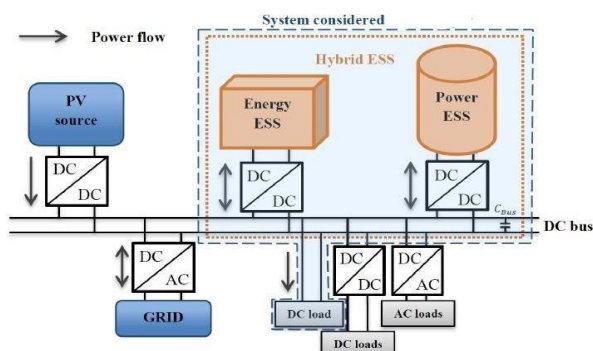 System considered
Power flow
Hybrid ESS
PV
source
Energy
ESS
Power
ESS
DC
DC
DC
DC
DC
DC
C_Bus
DC bus
DC
AC
DC
DC
DC
AC
GRID
DC load
AC loads
DC loads